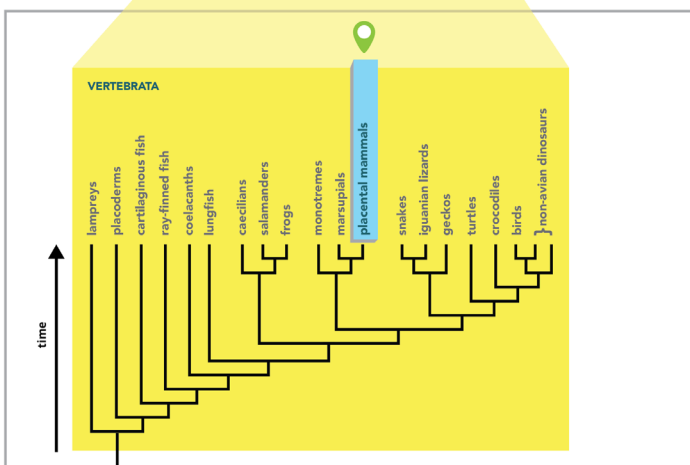 VERTEBRATA
lampreys
placoderms
cartilaginous fish
ray-finned fish
coelacanths
lungfish
caecilians
salamanders
frogs
monotremes
marsupials
placental mammals
snakes
iguanian lizards
geckos
turtles
crocodiles
birds
}non-avian dinosaurs
time